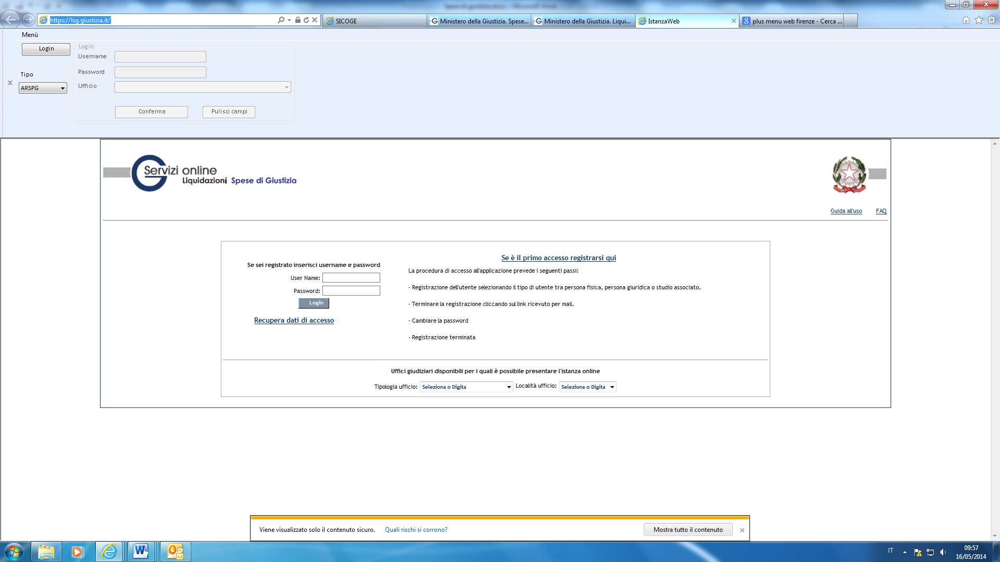 https://lsg.giustizia.it/
SICOGE
Ministero della Giustizia. Spese...
Ministero della Giustizia. Liqui...
IstanzaWeb
plus menu web firenze - Cerca ...
Menù
Login
Login
Username
Password
Ufficio
Tipo
ARSPG
Conferma
Pulisci campi
Servizi online
Liquidazioni Spese di Giustizia
Guida all'uso
FAQ
Se sei registrato inserisci username e password
User Name:
Password:
Login
Recupera dati di accesso
Se è il primo accesso registrarsi qui
La procedura di accesso all'applicazione prevede i seguenti passi:
- Registrazione dell'utente selezionando il tipo di utente tra persona fisica, persona giuridica o studio associato.
- Terminare la registrazione cliccando sul link ricevuto per mail.
- Cambiare la password
- Registrazione terminata
Uffici giudiziari disponibili per i quali è possibile presentare l'istanza online
Tipologia ufficio: Seleziona o Digita Località ufficio: Seleziona o Digita
Viene visualizzato solo il contenuto sicuro. Quali rischi si corrono? Mostra tutto il contenuto
IT
09:57
16/05/2014